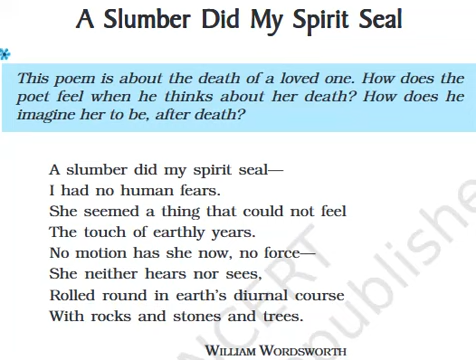 A Slumber Did My Spirit Seal
This poem is about the death of a loved one. How does the
poet feel when he thinks about her death? How does he
imagine her to be, after death?
A slumber did my spirit seal—
I had no human fears.
She seemed a thing that could not feel
The touch of earthly years.
No motion has she now, no force—
She neither hears nor sees,
Rolled round in earth's diurnal course
With rocks and stones and trees.
WILLIAM WORDSWORTH
NCERT
republishe